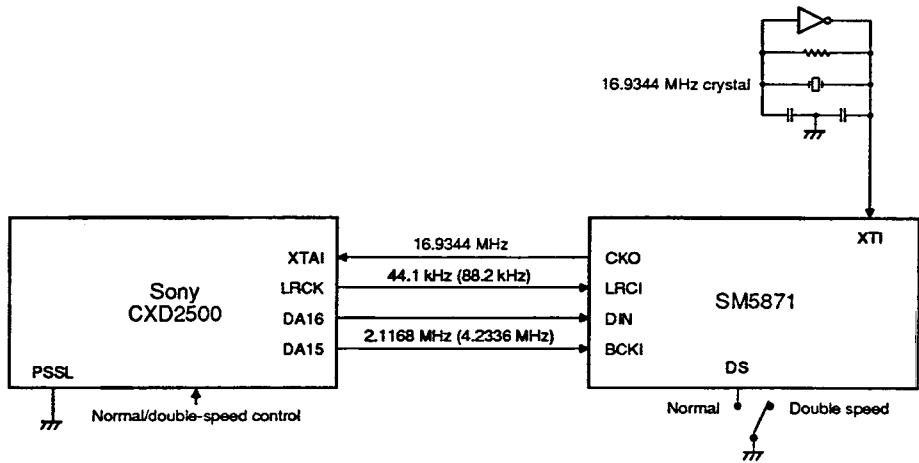 16.9344 MHz crystal
XTI
XTAI
16.9344 MHz
CKO
Sony
CXD2500
LRCK
44.1 kHz (88.2 kHz)
LRCI
SM5871
DA16
DIN
DA15
2.1168 MHz (4.2336 MHz)
BCKI
PSSL
DS
Normal/double-speed control
Normal
Double speed